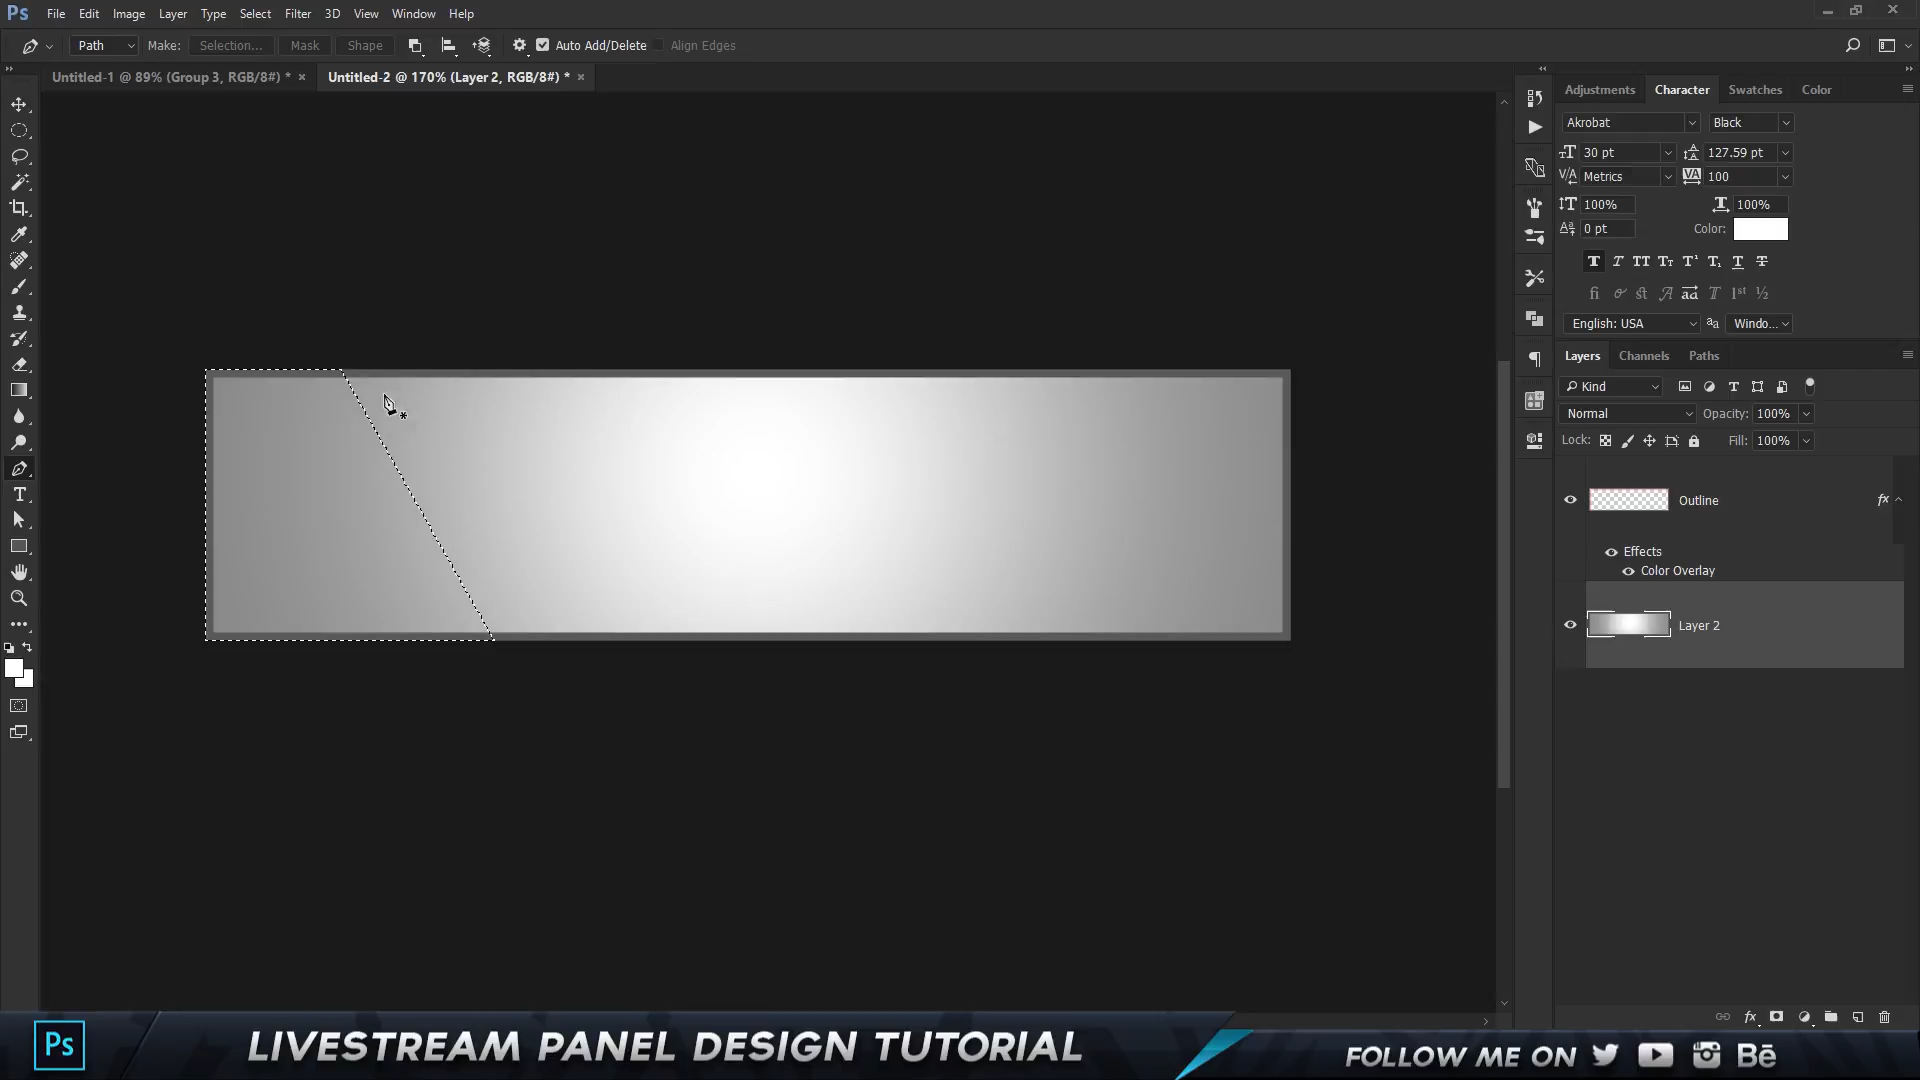 Ps File Edit Image Layer Type Select Filter 3D View Window Help
Path Make: Selection... Mask Shape Auto Add/Delete Align Edges
Untitled-1 @ 89% (Group 3, RGB/8#) * × Untitled-2 @ 170% (Layer 2, RGB/8#) * ×
Adjustments Character Swatches Color
Akrobat Black
30 pt 127.59 pt
Metrics 100
100% 100%
0 pt Color:
English: USA Windo...
Layers Channels Paths
Kind
Normal Opacity: 100%
Lock: Fill: 100%
Outline fx
Effects
Color Overlay
Layer 2
fx
Ps LIVESTREAM PANEL DESIGN TUTORIAL
FOLLOW ME ON Bē